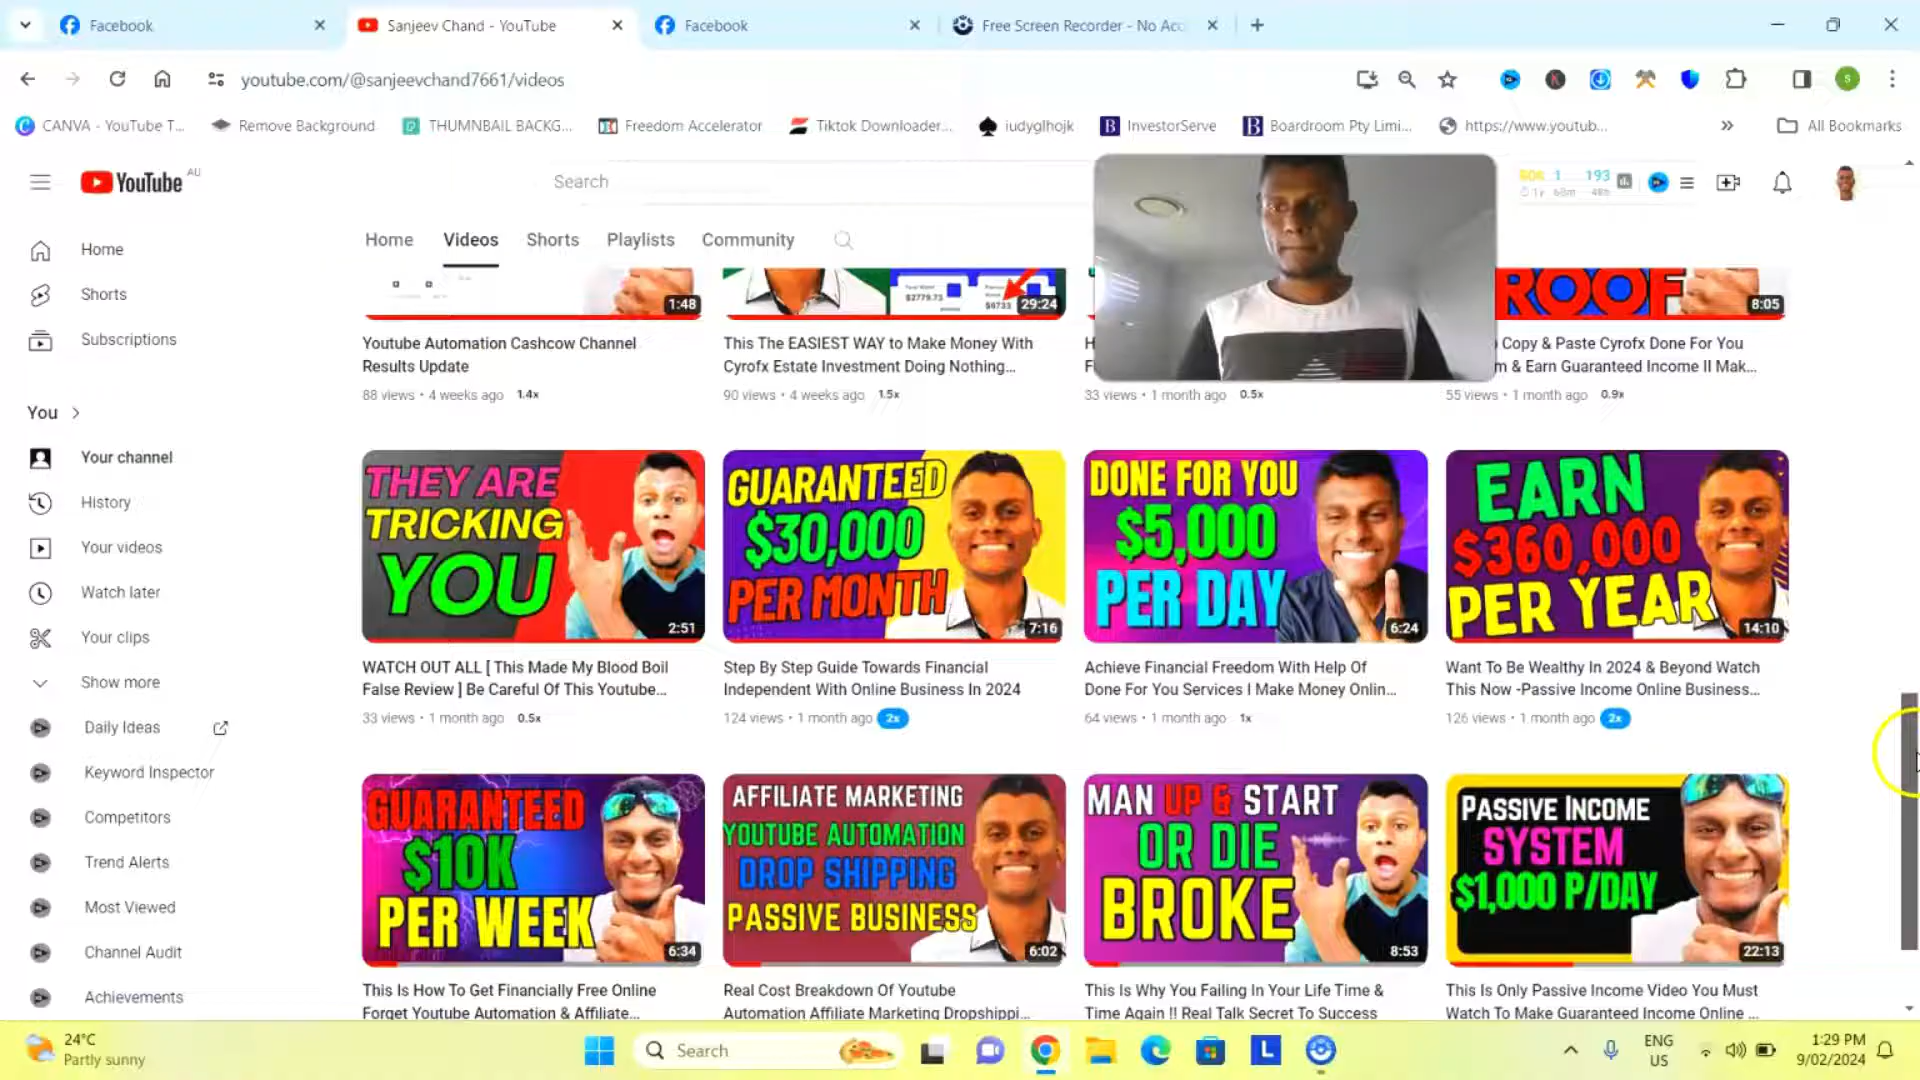 Facebook
Sanjeev Chand - YouTube
Facebook
Free Screen Recorder - No Acc
youtube.com/@sanjeevchand7661/videos
CANVA - YouTube T...
Remove Background
THUMNBAIL BACKG...
Freedom Accelerator
Tiktok Downloader...
iudyglhojk
InvestorServe
Boardroom Pty Limi...
https://www.youtub...
All Bookmarks
YouTube AU
Search
1 193
Home
Videos
Shorts
Playlists
Community
Home
Shorts
Subscriptions
You
Your channel
History
Your videos
Watch later
Your clips
Show more
Daily Ideas
Keyword Inspector
Competitors
Trend Alerts
Most Viewed
Channel Audit
Achievements
1:48
Youtube Automation Cashcow Channel
Results Update
88 views • 4 weeks ago 1.4x
$2779.73
$6733
29:24
This The EASIEST WAY to Make Money With
Cyrofx Estate Investment Doing Nothing...
90 views • 4 weeks ago 1.5x
33 views • 1 month ago 0.5x
ROOF
8:05
Copy & Paste Cyrofx Done For You
m & Earn Guaranteed Income II Mak...
55 views • 1 month ago 0.9x
THEY ARE
TRICKING
YOU
2:51
WATCH OUT ALL [ This Made My Blood Boil
False Review ] Be Careful Of This Youtube...
33 views • 1 month ago 0.5x
GUARANTEED
$30,000
PER MONTH
7:16
Step By Step Guide Towards Financial
Independent With Online Business In 2024
124 views • 1 month ago 2x
DONE FOR YOU
$5,000
PER DAY
6:24
Achieve Financial Freedom With Help Of
Done For You Services I Make Money Onlin...
64 views • 1 month ago 1x
EARN
$360,000
PER YEAR
14:10
Want To Be Wealthy In 2024 & Beyond Watch
This Now -Passive Income Online Business...
126 views • 1 month ago 2x
GUARANTEED
$10K
PER WEEK
6:34
This Is How To Get Financially Free Online
Forget Youtube Automation & Affiliate...
AFFILIATE MARKETING
YOUTUBE AUTOMATION
DROP SHIPPING
PASSIVE BUSINESS
6:02
Real Cost Breakdown Of Youtube
Automation Affiliate Marketing Dropshippi...
MAN UP & START
OR DIE
BROKE
8:53
This Is Why You Failing In Your Life Time &
Time Again !! Real Talk Secret To Success
PASSIVE INCOME
SYSTEM
$1,000 P/DAY
22:13
This Is Only Passive Income Video You Must
Watch To Make Guaranteed Income Online ...
24°C
Partly sunny
Search
ENG
US
1:29 PM
9/02/2024